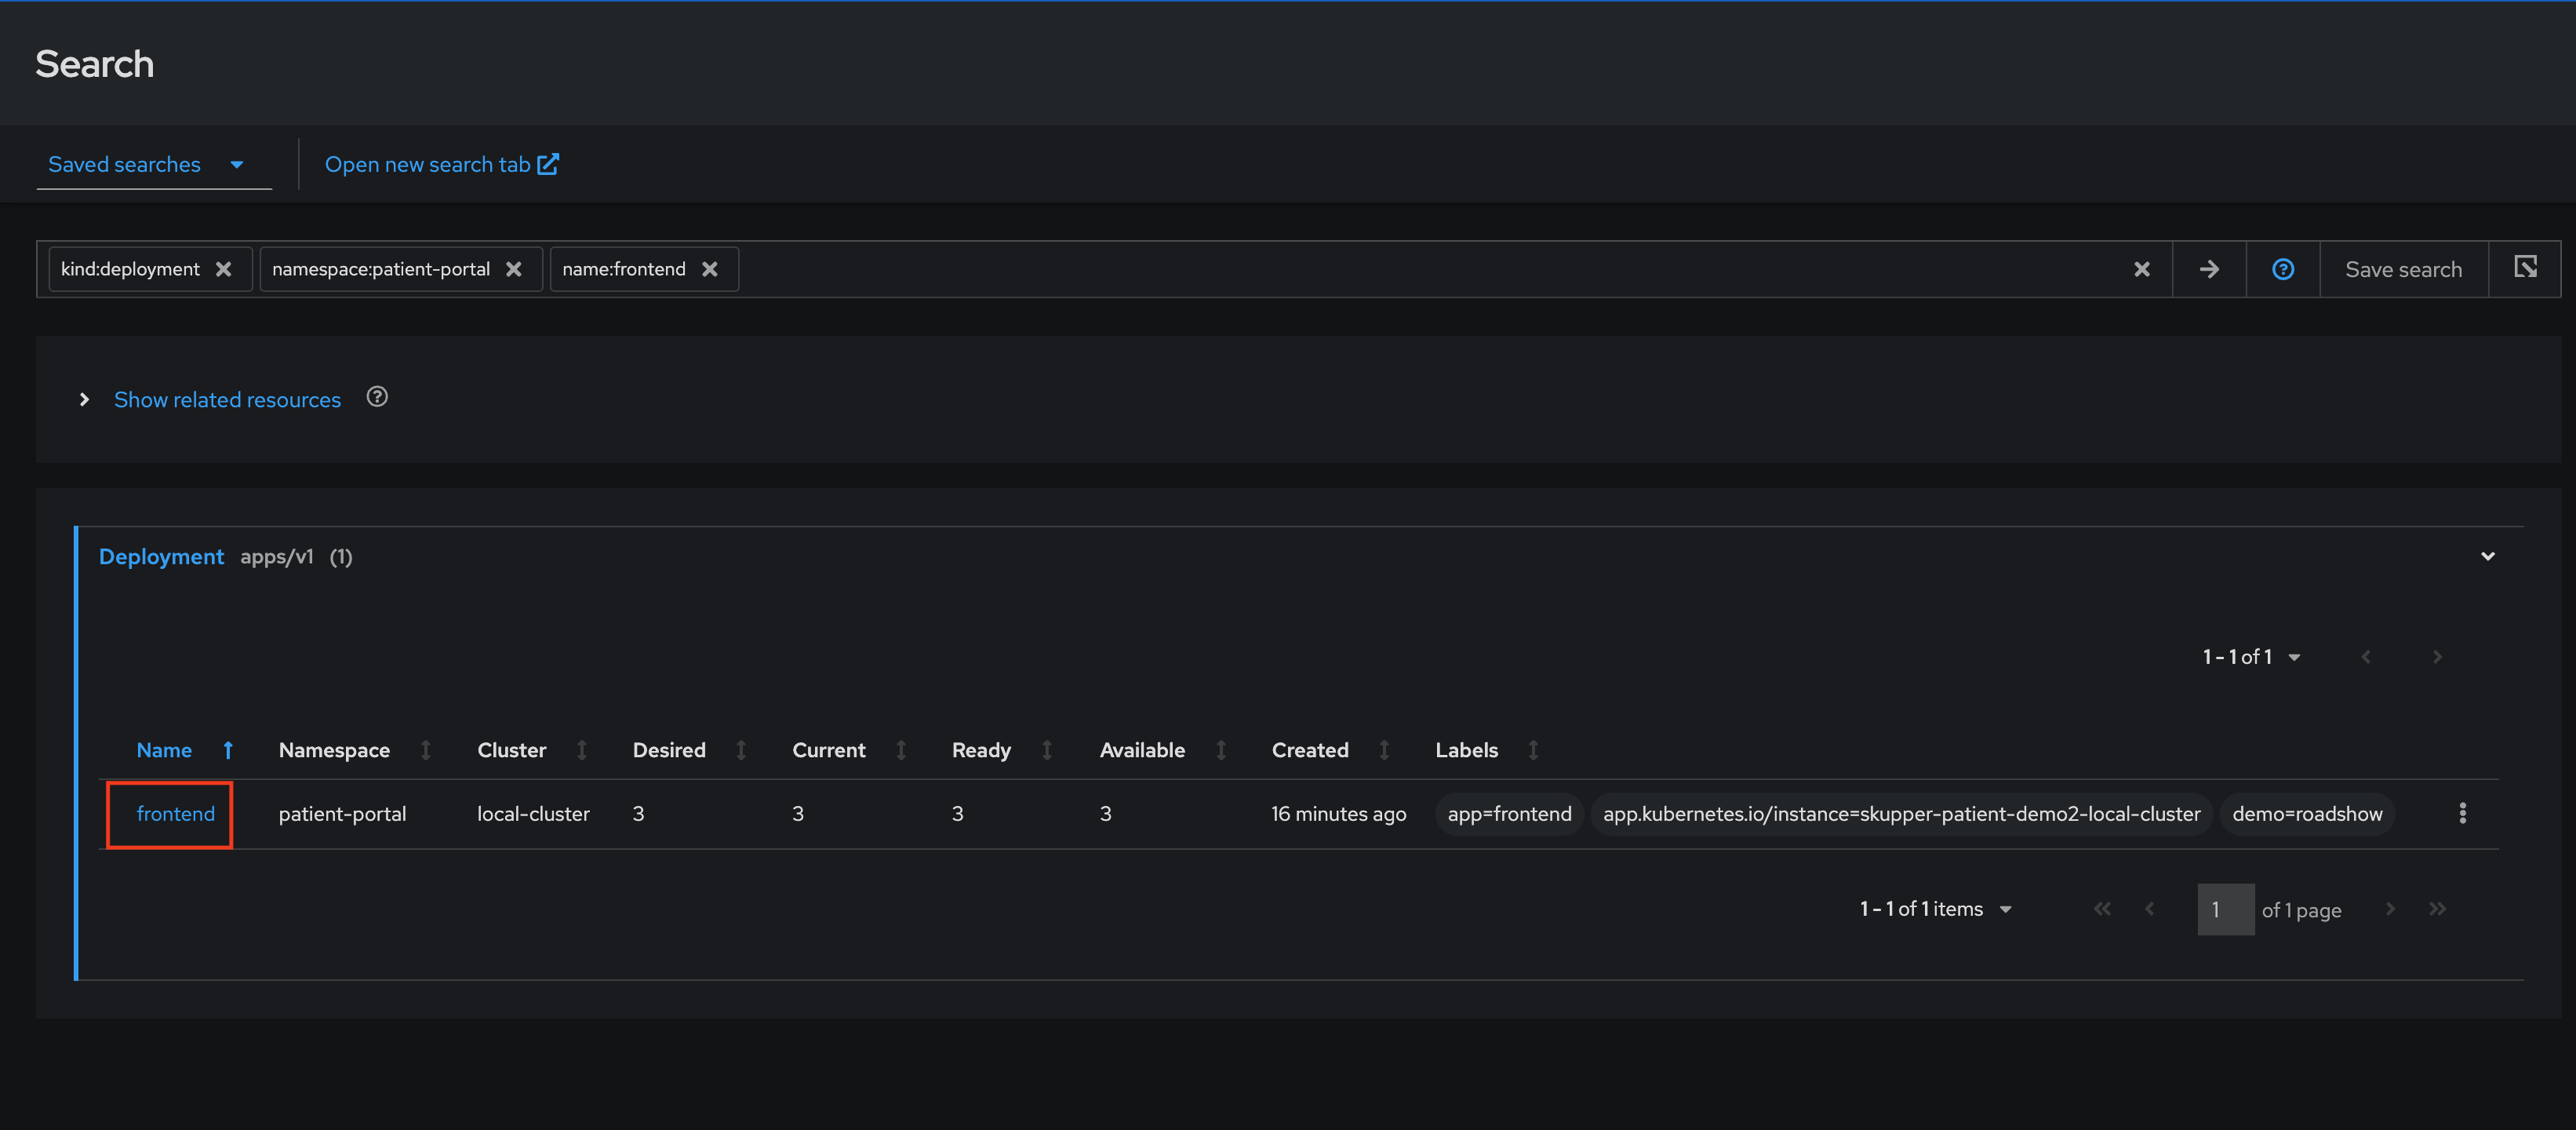 Search
Saved searches Open new search tab
kind:deployment namespace:patient-portal name:frontend Save search
Show related resources
Deployment apps/v1 (1)
1 - 1 of 1
Name Namespace Cluster Desired Current Ready Available Created Labels
frontend patient-portal local-cluster 3 3 3 3 16 minutes ago app=frontend app.kubernetes.io/instance=skupper-patient-demo2-local-cluster demo=roadshow
1 - 1 of 1 items 1 of 1 page